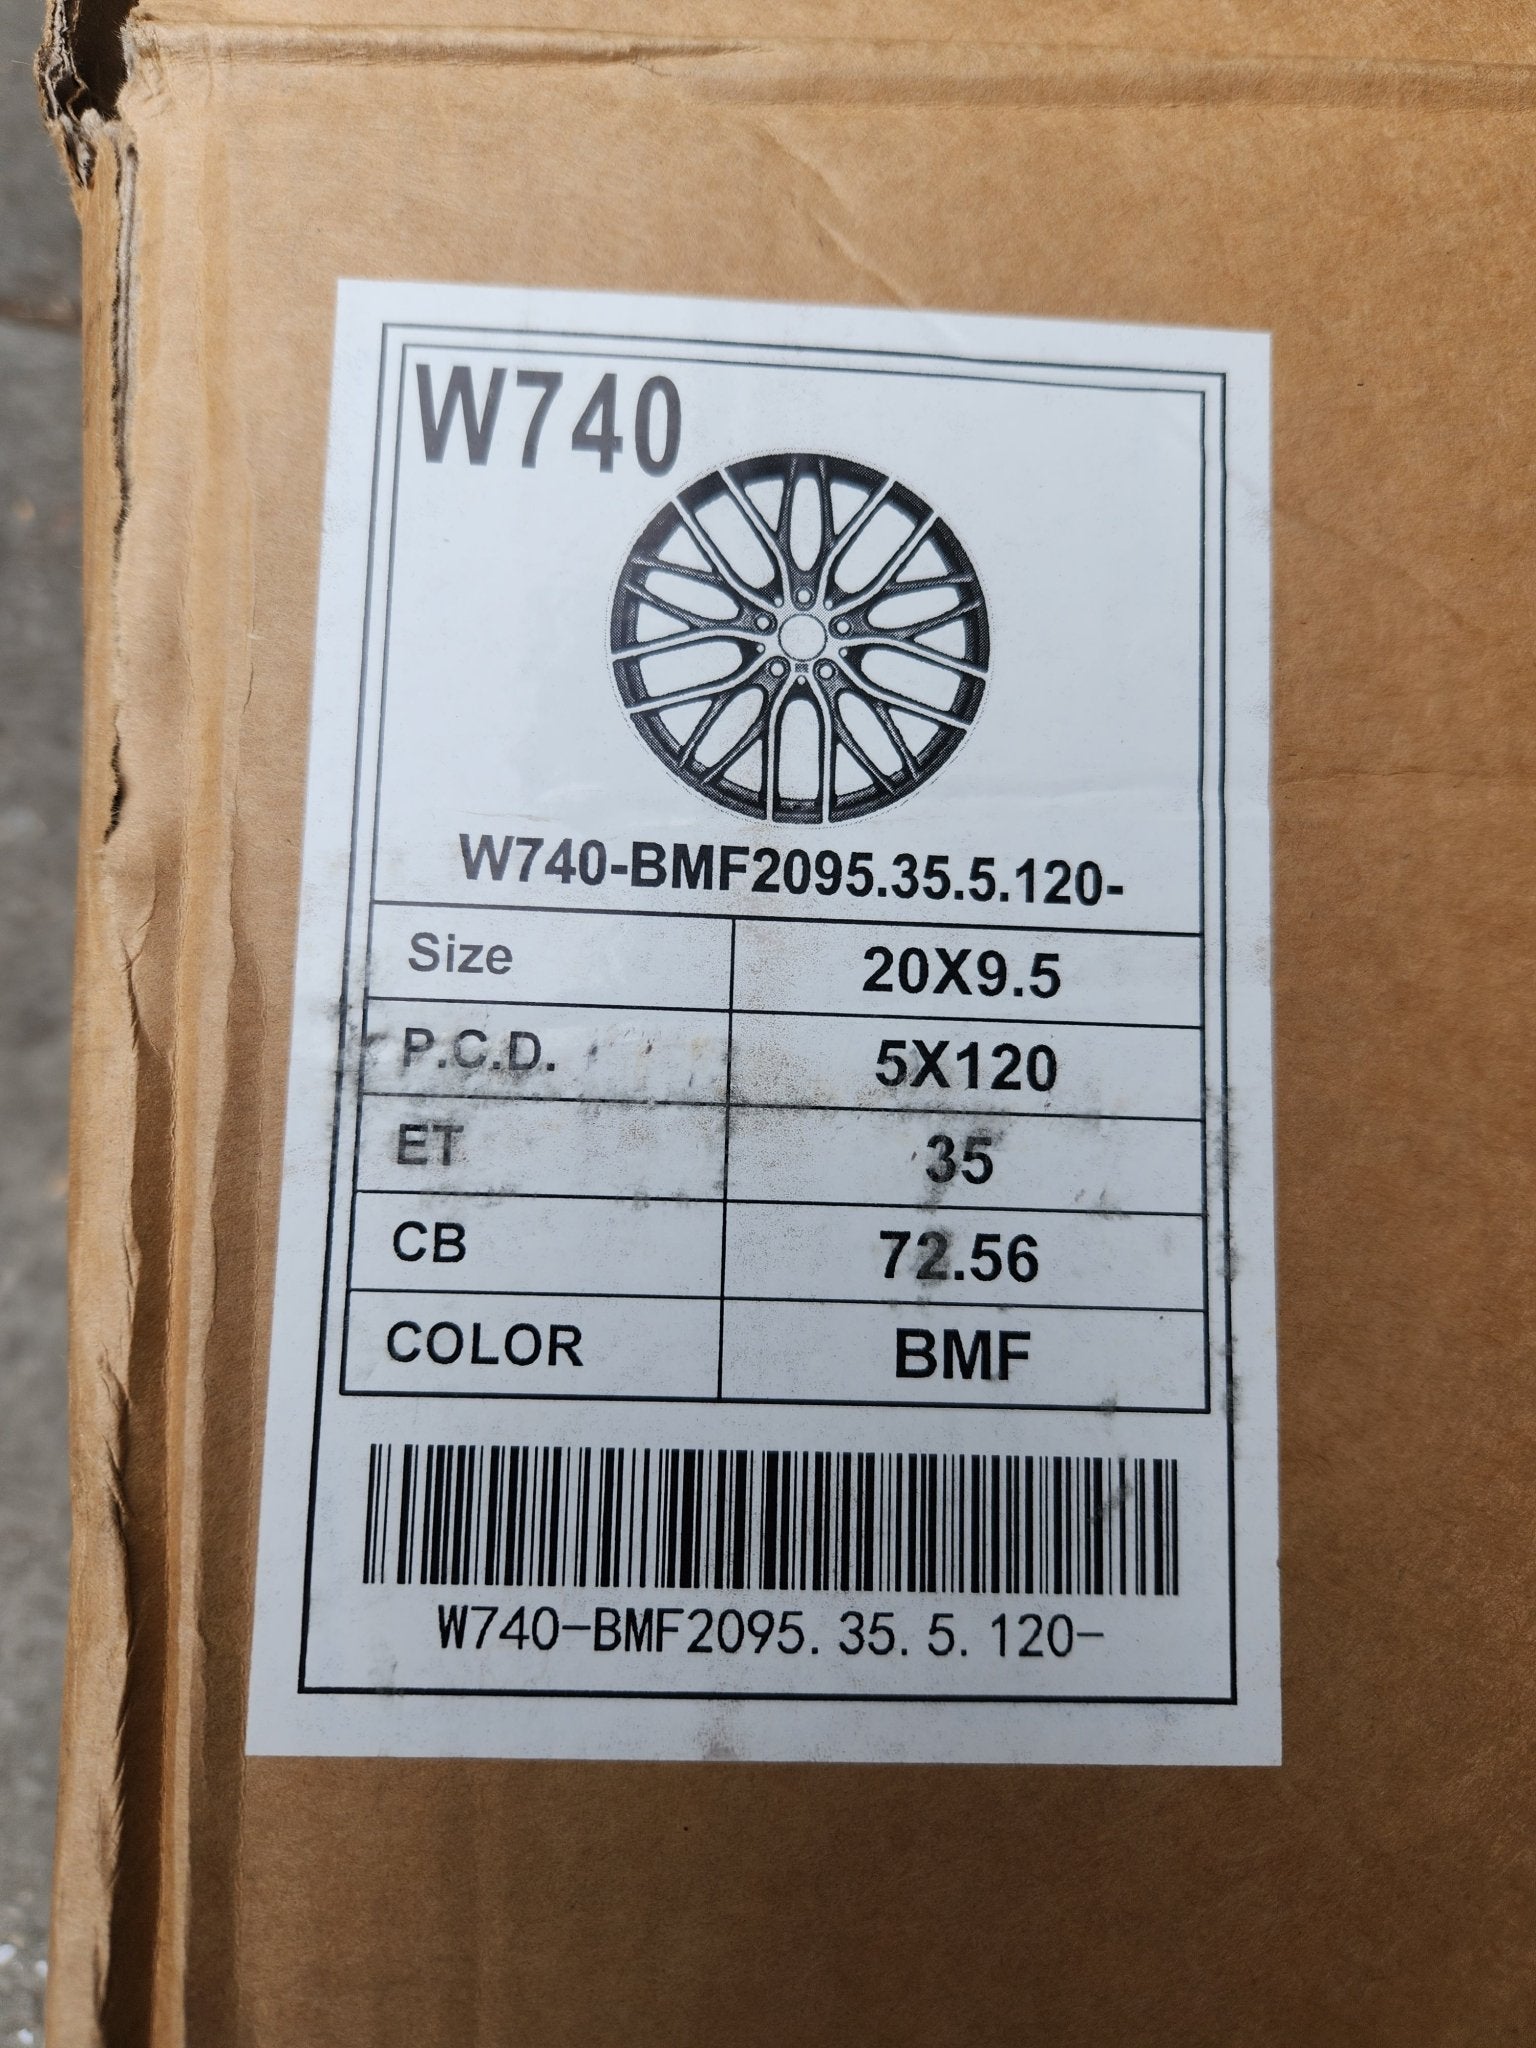 W740
W740-BMF2095.35.5.120-
Size 20X9.5
P.C.D. 5X120
ET 35
CB 72.56
COLOR BMF
W740-BMF2095.35.5.120-